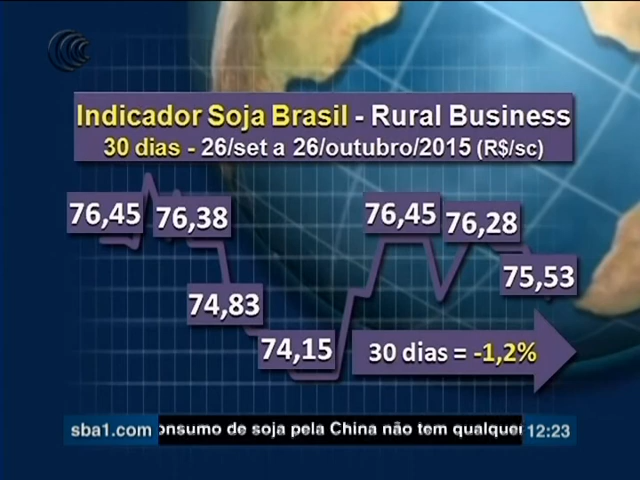 Indicador Soja Brasil - Rural Business
30 dias - 26/set a 26/outubro/2015 (R$/sc)
76,45
76,38
76,45
76,28
74,83
75,53
74,15
30 dias = -1,2%
sba1.com
onsumo de soja pela China não tem qualquer
12:23